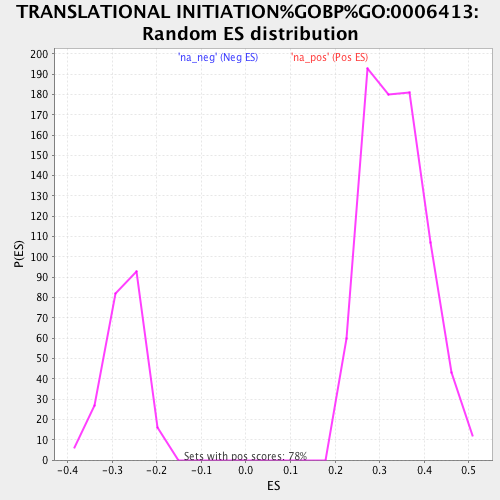 TRANSLATIONAL INITIATION%GOBP%GO:0006413:
Random ES distribution
'na_neg' (Neg ES)
'na_pos' (Pos ES)
200
190
180
170
160
150
140
130
120
110
100
90
80
70
60
50
40
30
20
10
0
P(ES)
Sets with pos scores: 78%
-0.4 -0.3 -0.2 -0.1 0.0 0.1 0.2 0.3 0.4 0.5
ES